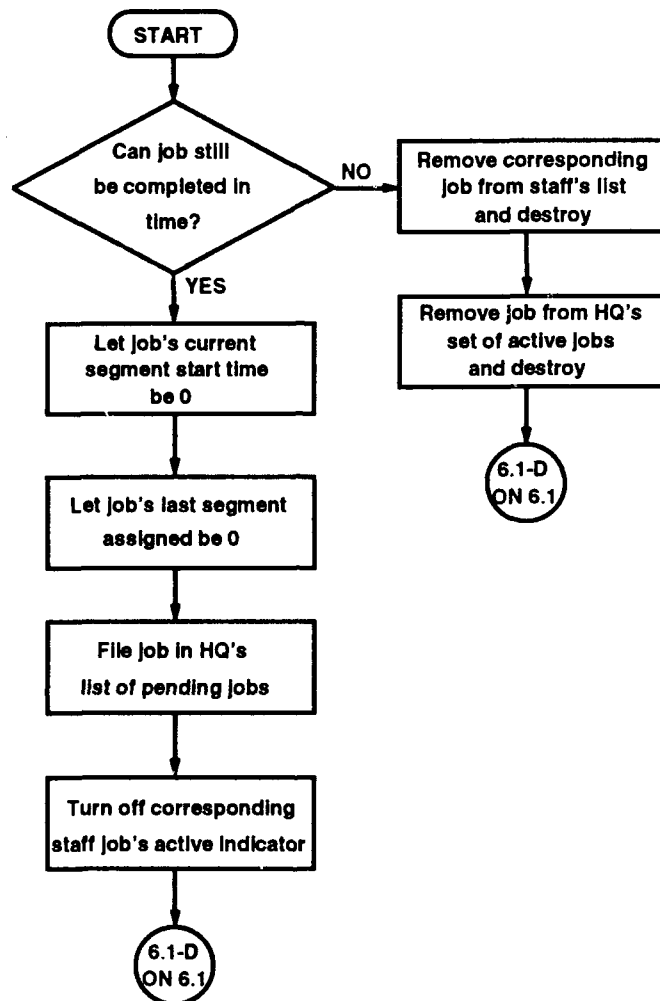 START
Can job still
be completed in
time?
NO
Remove corresponding
job from staff's list
and destroy
YES
Remove job from HQ's
set of active jobs
and destroy
Let job's current
segment start time
be 0
6.1-D
ON 6.1
Let job's last segment
assigned be 0
File job in HQ's
list of pending jobs
Turn off corresponding
staff job's active indicator
6.1-D
ON 6.1